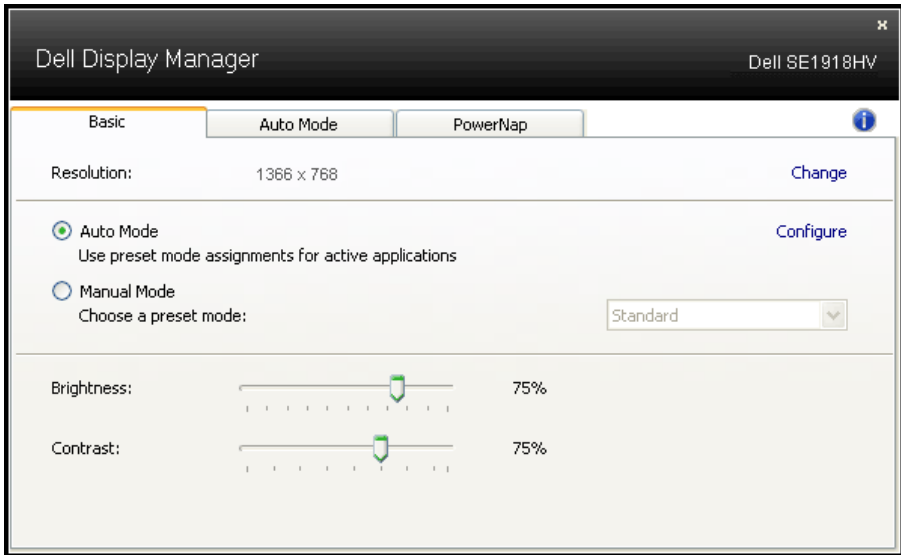 Dell Display Manager
Dell SE1918HV
Basic
Auto Mode
PowerNap
Resolution:
1366 x 768
Change
Auto Mode
Configure
Use preset mode assignments for active applications
Manual Mode
Choose a preset mode:
Standard
Brightness:
75%
Contrast:
75%